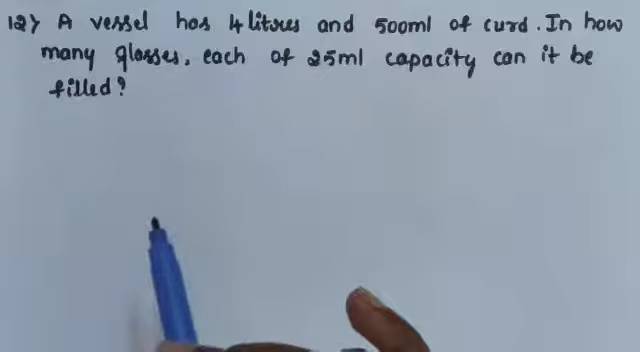 12) A vessel has 4 litres and 500ml of curd. In how
many glasses, each of 25ml capacity can it be
filled?